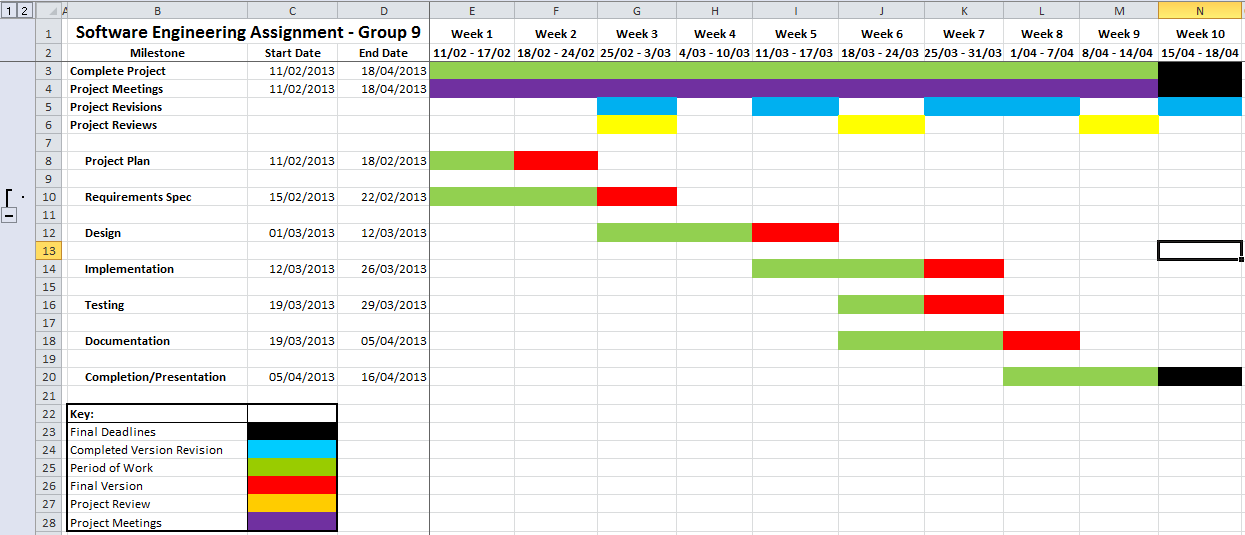 1 2 A B C D E F G H I J K L M N
1 Software Engineering Assignment - Group 9 Week 1 Week 2 Week 3 Week 4 Week 5 Week 6 Week 7 Week 8 Week 9 Week 10
2 Milestone Start Date End Date 11/02 - 17/02 18/02 - 24/02 25/02 - 3/03 4/03 - 10/03 11/03 - 17/03 18/03 - 24/03 25/03 - 31/03 1/04 - 7/04 8/04 - 14/04 15/04 - 18/04
3 Complete Project 11/02/2013 18/04/2013
4 Project Meetings 11/02/2013 18/04/2013
5 Project Revisions
6 Project Reviews
7
8 Project Plan 11/02/2013 18/02/2013
9
10 Requirements Spec 15/02/2013 22/02/2013
11
12 Design 01/03/2013 12/03/2013
13
14 Implementation 12/03/2013 26/03/2013
15
16 Testing 19/03/2013 29/03/2013
17
18 Documentation 19/03/2013 05/04/2013
19
20 Completion/Presentation 05/04/2013 16/04/2013
21
22 Key:
23 Final Deadlines
24 Completed Version Revision
25 Period of Work
26 Final Version
27 Project Review
28 Project Meetings